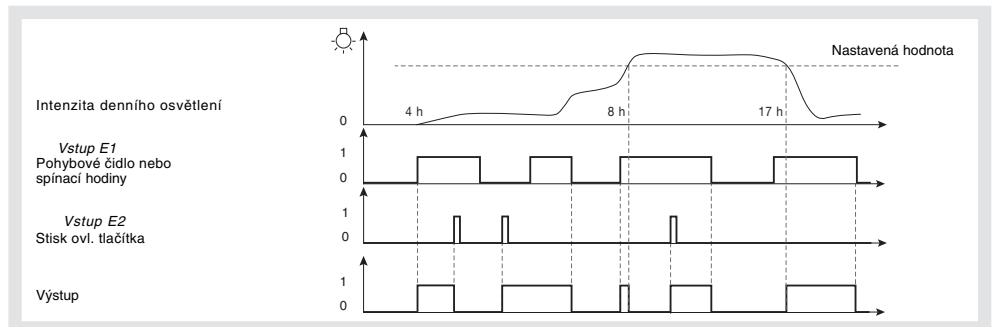 Nastavená hodnota
Intenzita denního osvětlení
4 h
8 h
17 h
0
Vstup E1
Pohybové čidlo nebo
spínací hodiny
1
0
Vstup E2
Stisk ovl. tlačítka
1
0
Výstup
1
0